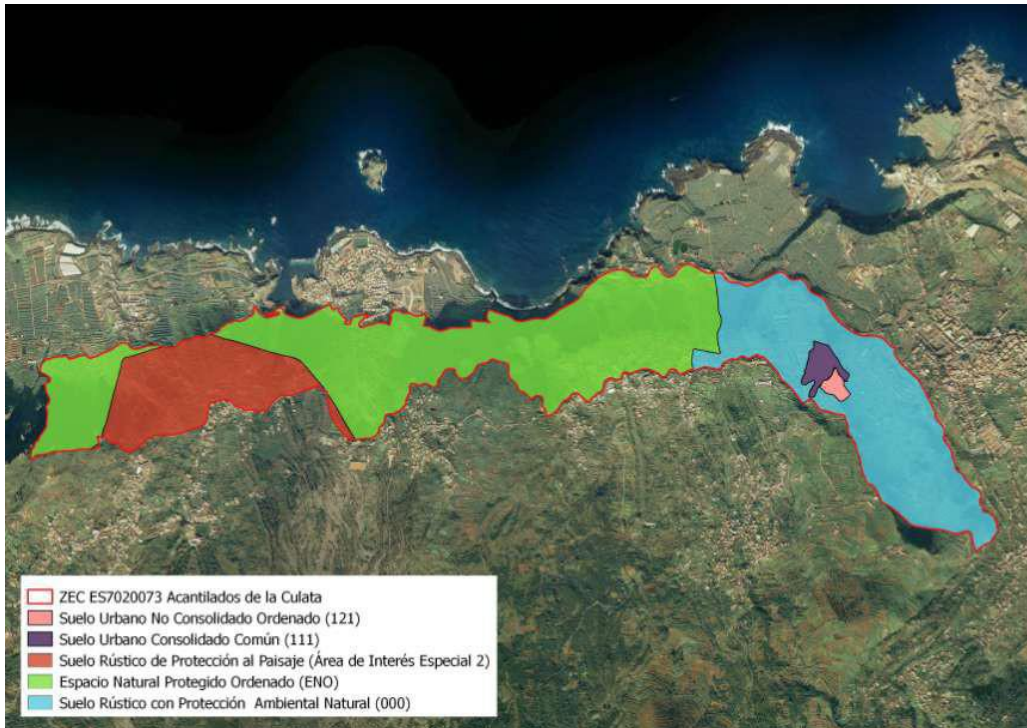 ZEC ES7020073 Acantilados de la Culata
Suelo Urbano No Consolidado Ordenado (121)
Suelo Urbano Consolidado Común (111)
Suelo Rústico de Protección al Paisaje (Área de Interés Especial 2)
Espacio Natural Protegido Ordenado (ENO)
Suelo Rústico con Protección Ambiental Natural (000)